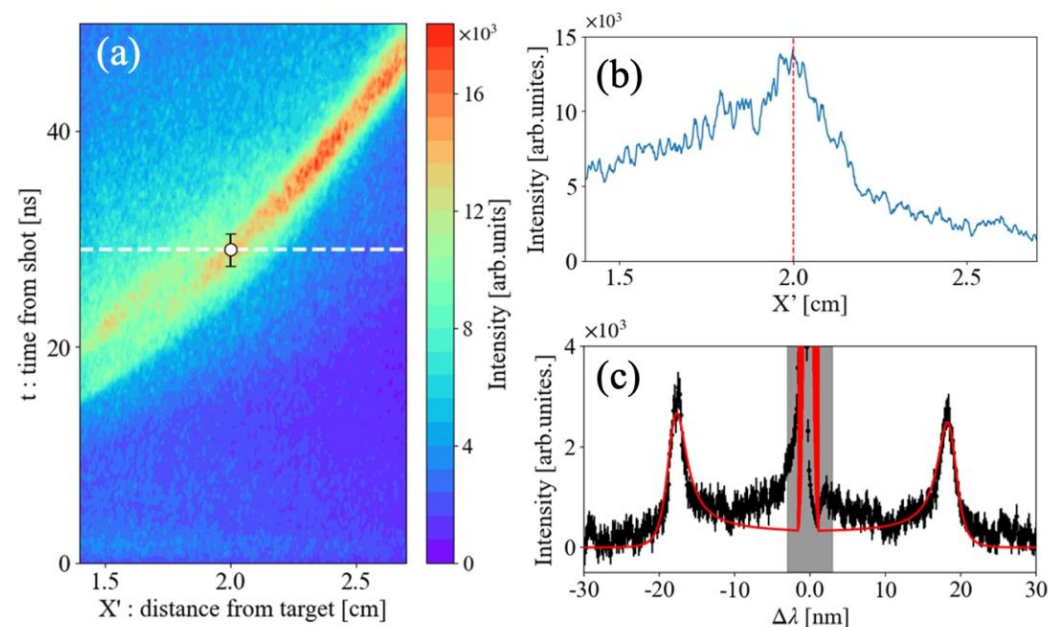 (a)
t : time from shot [ns]
40
20
0
1.5 2.0 2.5
X' : distance from target [cm]
×10³
16
12
8
4
0
Intensity [arb.units]
(b)
×10³
15
10
5
0
Intensity [arb.unites.]
1.5 2.0 2.5
X’ [cm]
(c)
×10³
4
2
0
Intensity [arb.unites.]
-30 -20 -10 0 10 20 30
Δλ [nm]